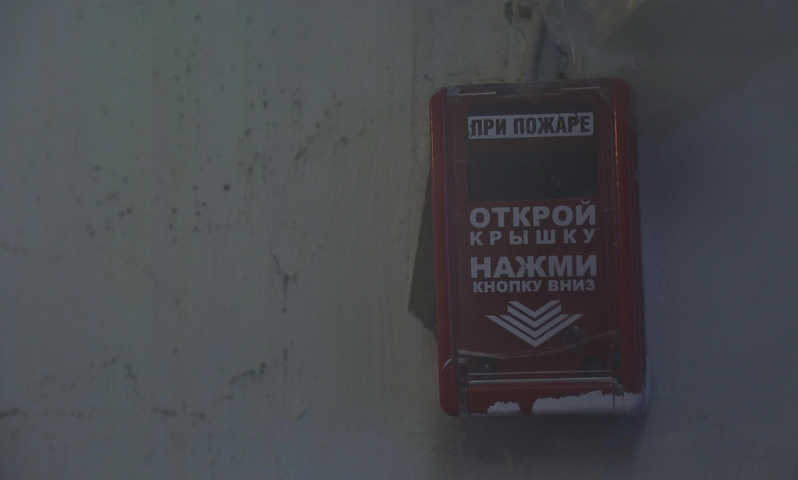 ПРИ ПОЖАРЕ
ОТКРОЙ
КРЫШКУ
НАЖМИ
КНОПКУ ВНИЗ